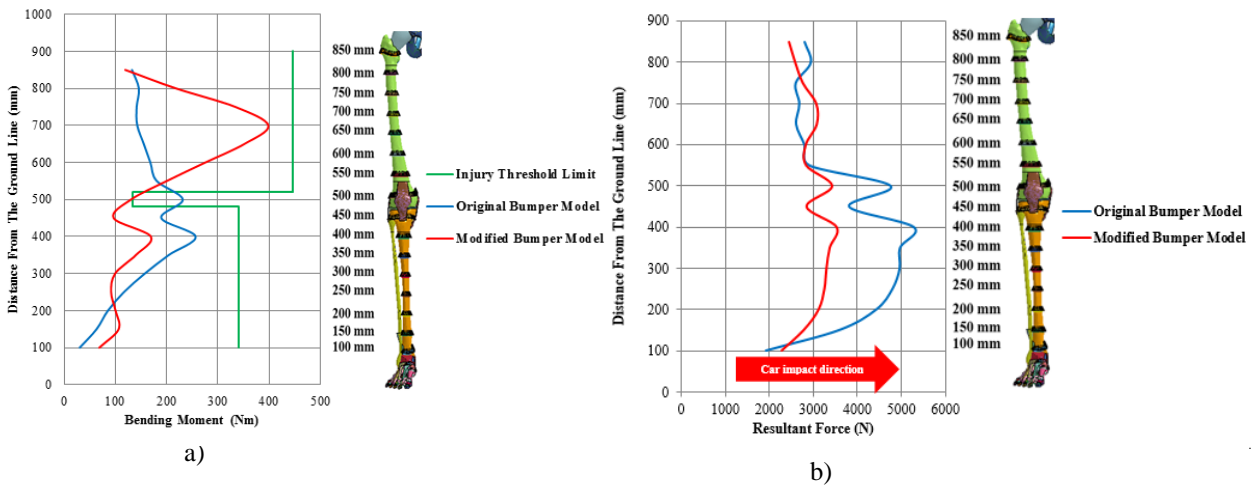 1000
900
800
700
600
500
400
300
200
100
0
Distance From The Ground Line (mm)
0 100 200 300 400 500
Bending Moment (Nm)
850 mm
800 mm
750 mm
700 mm
650 mm
600 mm
550 mm
500 mm
450 mm
400 mm
350 mm
300 mm
250 mm
200 mm
150 mm
100 mm
Injury Threshold Limit
Original Bumper Model
Modified Bumper Model
a)
900
800
700
600
500
400
300
200
100
0
Distance From The Ground Line (mm)
Car impact direction
0 1000 2000 3000 4000 5000 6000
Resultant Force (N)
850 mm
800 mm
750 mm
700 mm
650 mm
600 mm
550 mm
500 mm
450 mm
400 mm
350 mm
300 mm
250 mm
200 mm
150 mm
100 mm
Original Bumper Model
Modified Bumper Model
b)